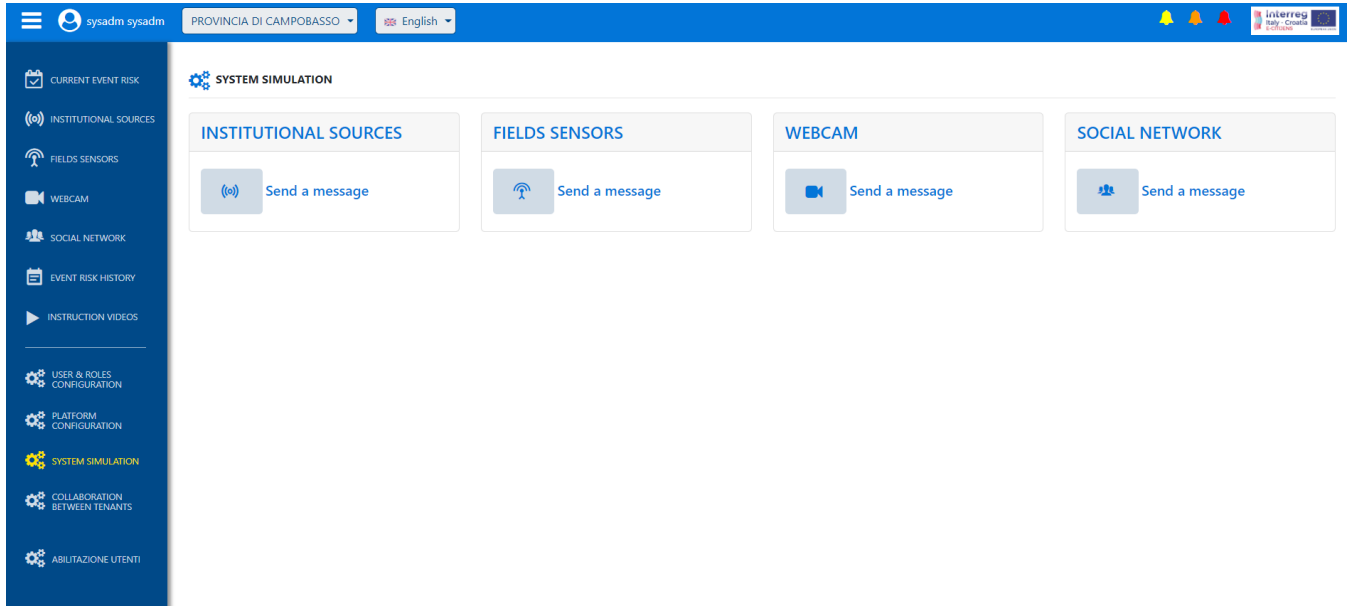 sysadm sysadm
PROVINCIA DI CAMPOBASSO
English
interreg
Italy - Croatia
E-CITIJENS
CURRENT EVENT RISK
INSTITUTIONAL SOURCES
FIELDS SENSORS
WEBCAM
SOCIAL NETWORK
EVENT RISK HISTORY
INSTRUCTION VIDEOS
USER & ROLES
CONFIGURATION
PLATFORM
CONFIGURATION
SYSTEM SIMULATION
COLLABORATION
BETWEEN TENANTS
ABILITAZIONE UTENTI
SYSTEM SIMULATION
INSTITUTIONAL SOURCES
Send a message
FIELDS SENSORS
Send a message
WEBCAM
Send a message
SOCIAL NETWORK
Send a message